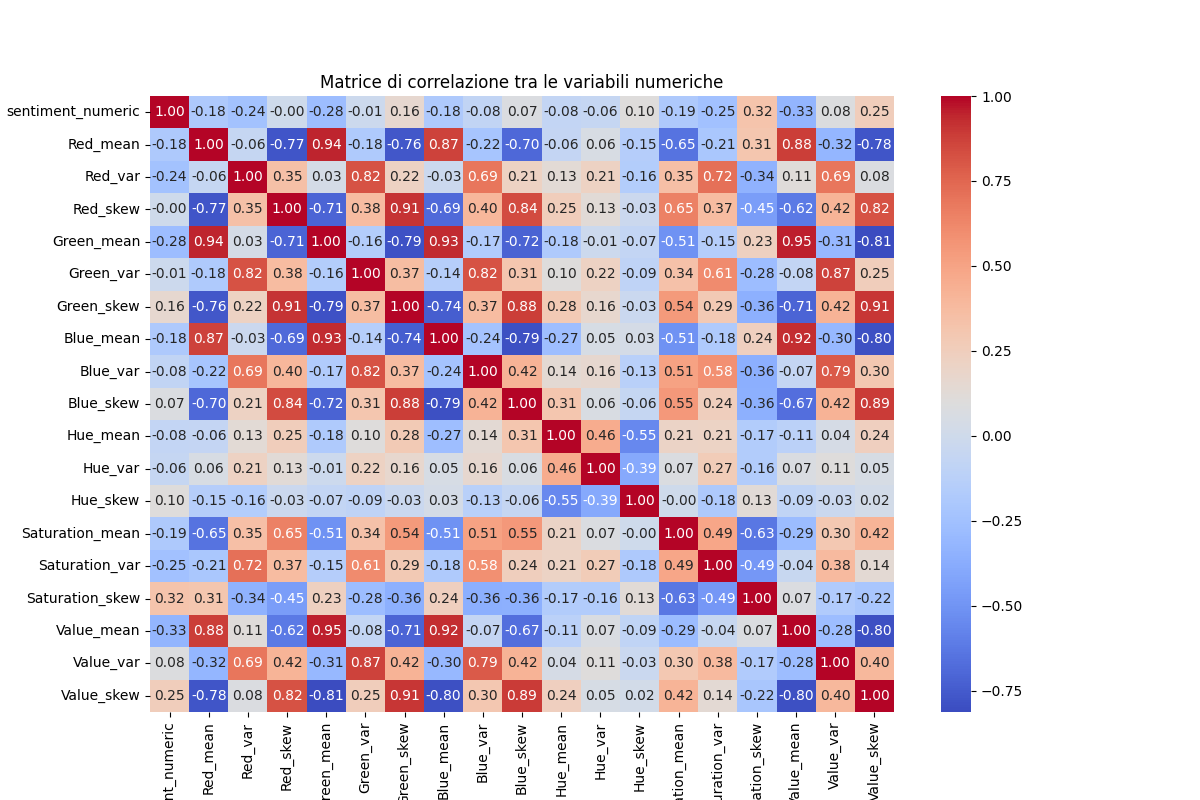 Matrice di correlazione tra le variabili numeriche
sentiment_numeric 1.00 -0.18 -0.24 -0.00 -0.28 -0.01 0.16 -0.18 -0.08 0.07 -0.08 -0.06 0.10 -0.19 -0.25 0.32 -0.33 0.08 0.25
Red_mean -0.18 1.00 -0.06 -0.77 0.94 -0.18 -0.76 0.87 -0.22 -0.70 -0.06 0.06 -0.15 -0.65 -0.21 0.31 0.88 -0.32 -0.78
Red_var -0.24 -0.06 1.00 0.35 0.03 0.82 0.22 -0.03 0.69 0.21 0.13 0.21 -0.16 0.35 0.72 -0.34 0.11 0.69 0.08
Red_skew -0.00 -0.77 0.35 1.00 -0.71 0.38 0.91 -0.69 0.40 0.84 0.25 0.13 -0.03 0.65 0.37 -0.45 -0.62 0.42 0.82
Green_mean -0.28 0.94 0.03 -0.71 1.00 -0.16 -0.79 0.93 -0.17 -0.72 -0.18 -0.01 -0.07 -0.51 -0.15 0.23 0.95 -0.31 -0.81
Green_var -0.01 -0.18 0.82 0.38 -0.16 1.00 0.37 -0.14 0.82 0.31 0.10 0.22 -0.09 0.34 0.61 -0.28 -0.08 0.87 0.25
Green_skew 0.16 -0.76 0.22 0.91 -0.79 0.37 1.00 -0.74 0.37 0.88 0.28 0.16 -0.03 0.54 0.29 -0.36 -0.71 0.42 0.91
Blue_mean -0.18 0.87 -0.03 -0.69 0.93 -0.14 -0.74 1.00 -0.24 -0.79 -0.27 0.05 0.03 -0.51 -0.18 0.24 0.92 -0.30 -0.80
Blue_var -0.08 -0.22 0.69 0.40 -0.17 0.82 0.37 -0.24 1.00 0.42 0.14 0.16 -0.13 0.51 0.58 -0.36 -0.07 0.79 0.30
Blue_skew 0.07 -0.70 0.21 0.84 -0.72 0.31 0.88 -0.79 0.42 1.00 0.31 0.06 -0.06 0.55 0.24 -0.36 -0.67 0.42 0.89
Hue_mean -0.08 -0.06 0.13 0.25 -0.18 0.10 0.28 -0.27 0.14 0.31 1.00 0.46 -0.55 0.21 0.21 -0.17 -0.11 0.04 0.24
Hue_var -0.06 0.06 0.21 0.13 -0.01 0.22 0.16 0.05 0.16 0.06 0.46 1.00 -0.39 0.07 0.27 -0.16 0.07 0.11 0.05
Hue_skew 0.10 -0.15 -0.16 -0.03 -0.07 -0.09 -0.03 0.03 -0.13 -0.06 -0.55 -0.39 1.00 -0.00 -0.18 0.13 -0.09 -0.03 0.02
Saturation_mean -0.19 -0.65 0.35 0.65 -0.51 0.34 0.54 -0.51 0.51 0.55 0.21 0.07 -0.00 1.00 0.49 -0.63 -0.29 0.30 0.42
Saturation_var -0.25 -0.21 0.72 0.37 -0.15 0.61 0.29 -0.18 0.58 0.24 0.21 0.27 -0.18 0.49 1.00 -0.49 -0.04 0.38 0.14
Saturation_skew 0.32 0.31 -0.34 -0.45 0.23 -0.28 -0.36 0.24 -0.36 -0.36 -0.17 -0.16 0.13 -0.63 -0.49 1.00 0.07 -0.17 -0.22
Value_mean -0.33 0.88 0.11 -0.62 0.95 -0.08 -0.71 0.92 -0.07 -0.67 -0.11 0.07 -0.09 -0.29 -0.04 0.07 1.00 -0.28 -0.80
Value_var 0.08 -0.32 0.69 0.42 -0.31 0.87 0.42 -0.30 0.79 0.42 0.04 0.11 -0.03 0.30 0.38 -0.17 -0.28 1.00 0.40
Value_skew 0.25 -0.78 0.08 0.82 -0.81 0.25 0.91 -0.80 0.30 0.89 0.24 0.05 0.02 0.42 0.14 -0.22 -0.80 0.40 1.00
nt_numeric
Red_mean
Red_var
Red_skew
reen_mean
Green_var
Green_skew
Blue_mean
Blue_var
Blue_skew
Hue_mean
Hue_var
Hue_skew
ation_mean
uration_var
ation_skew
Value_mean
Value_var
Value_skew
1.00
0.75
0.50
0.25
0.00
−0.25
−0.50
−0.75